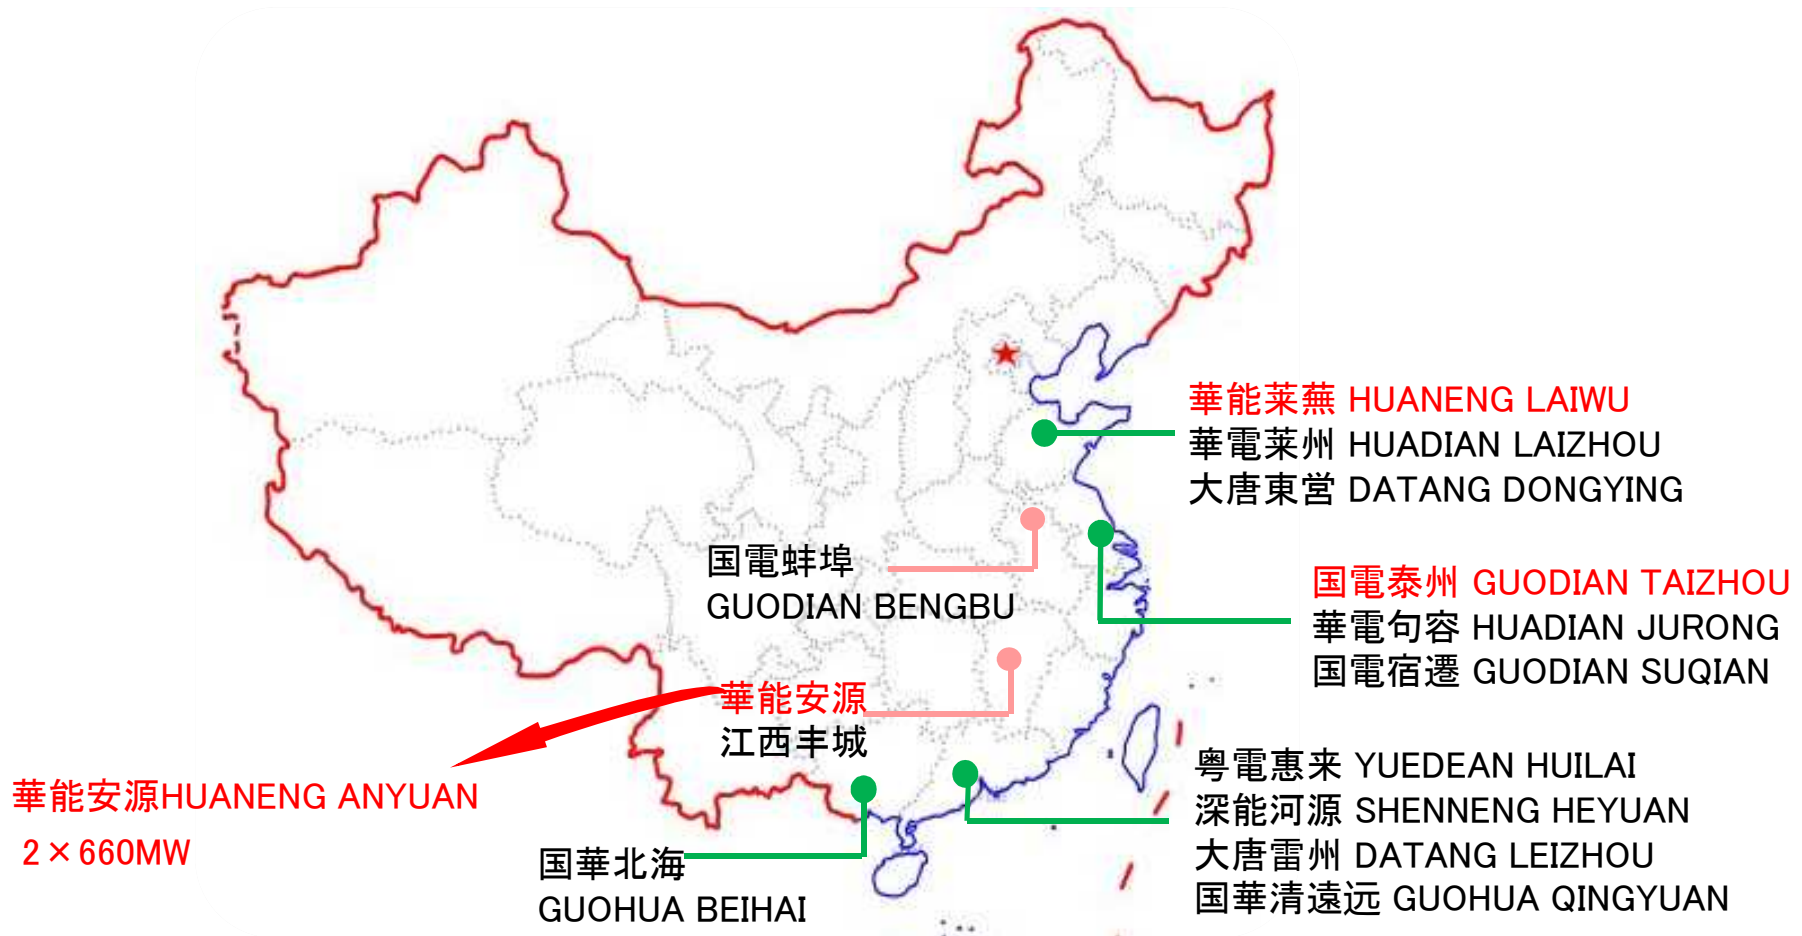 華能莱蕪 HUANENG LAIWU
華電莱州 HUADIAN LAIZHOU
大唐東営 DATANG DONGYING
国電蚌埠
GUODIAN BENGBU
国電泰州 GUODIAN TAIZHOU
華電句容 HUADIAN JURONG
国電宿遷 GUODIAN SUQIAN
華能安源
江西丰城
華能安源HUANENG ANYUAN
2×660MW
粤電惠来 YUEDEAN HUILAI
深能河源 SHENNENG HEYUAN
大唐雷州 DATANG LEIZHOU
国華清遠远 GUOHUA QINGYUAN
国華北海
GUOHUA BEIHAI